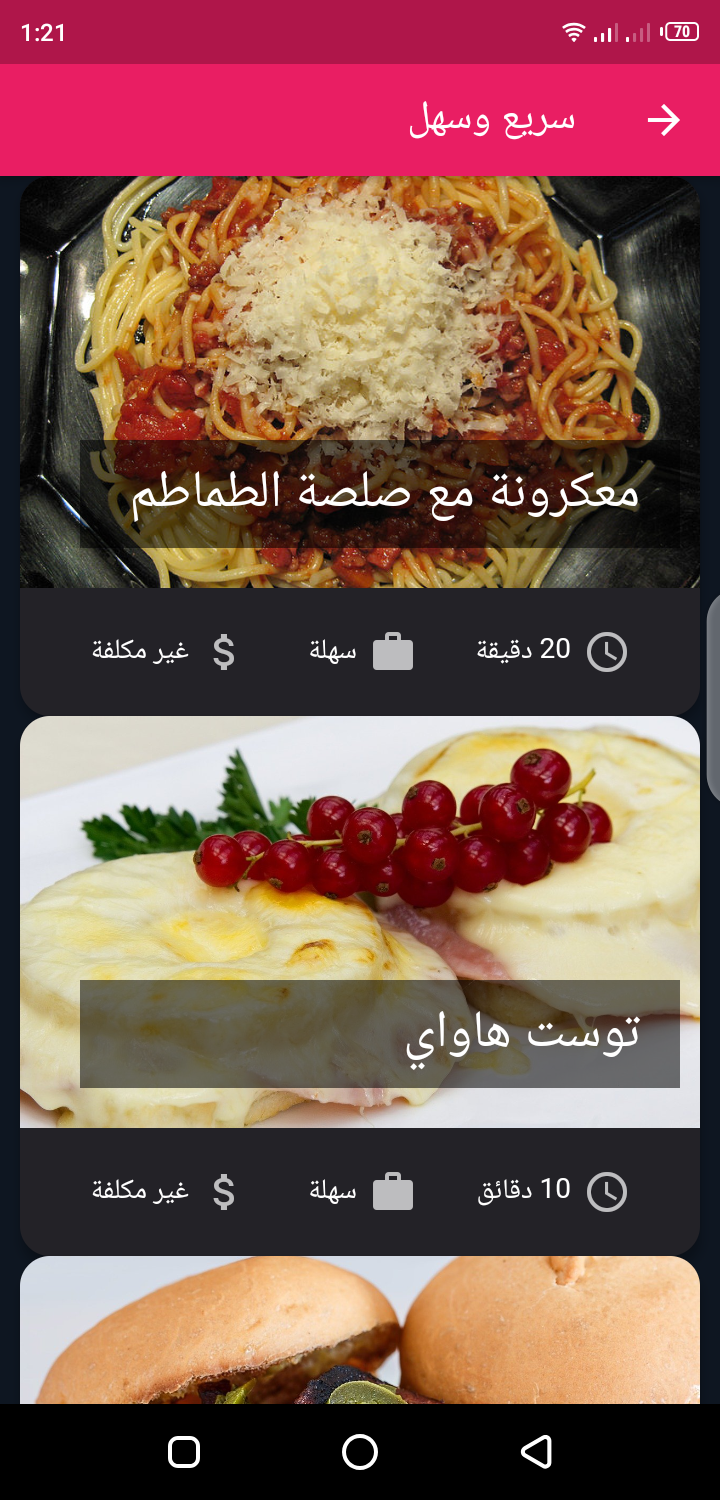 1:21
70
سريع وسهل
معكرونة مع صلصة الطماطم
20 دقيقة
سهلة
غير مكلفة
توست هاواي
10 دقائق
سهلة
غير مكلفة